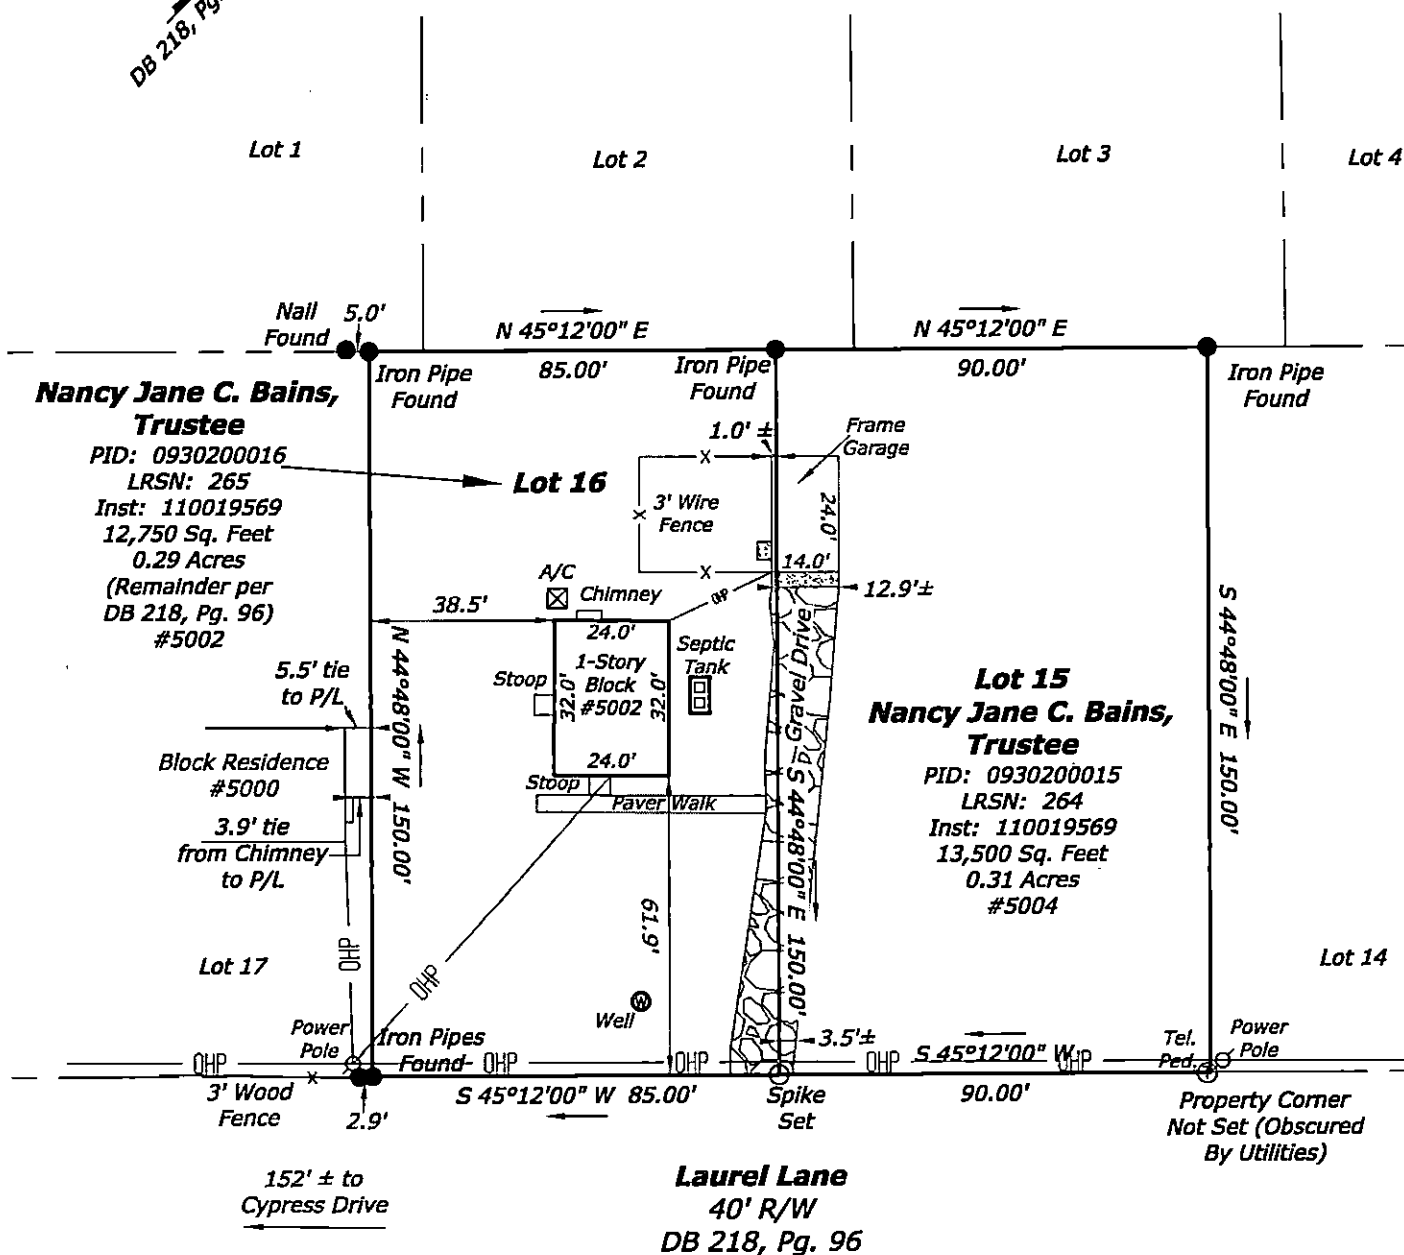 DB 218, Pg.
Lot 1
Lot 2
Lot 3
Lot 4
Nail
Found
5.0'
N 45°12'00" E
85.00'
N 45°12'00" E
90.00'
Iron Pipe
Found
Iron Pipe
Found
Iron Pipe
Found
Nancy Jane C. Bains,
Trustee
PID: 0930200016
LRSN: 265
Inst: 110019569
12,750 Sq. Feet
0.29 Acres
(Remainder per
DB 218, Pg. 96)
#5002
Lot 16
1.0' ±
Frame
Garage
X
X
X
3' Wire
Fence
24.0'
14.0'
12.9'±
OHP
A/C
Chimney
38.5'
24.0'
1-Story
Block
#5002
32.0'
32.0'
24.0'
Septic
Tank
Stoop
Stoop
Paver Walk
Gravel Drive
S 44°48'00" E 150.00'
N 44°48'00" W 150.00'
S 44°48'00" E 150.00'
5.5' tie
to P/L
Block Residence
#5000
3.9' tie
from Chimney
to P/L
Lot 15
Nancy Jane C. Bains,
Trustee
PID: 0930200015
LRSN: 264
Inst: 110019569
13,500 Sq. Feet
0.31 Acres
#5004
61.9'
OHP
OHP
Lot 17
Lot 14
W
Well
Power
Pole
Iron Pipes
Found
3.5'±
Tel.
Ped.
Power
Pole
OHP
OHP
OHP
OHP
S 45°12'00" W
OHP
X
3' Wood
Fence
2.9'
S 45°12'00" W 85.00'
Spike
Set
90.00'
Property Corner
Not Set (Obscured
By Utilities)
152' ± to
Cypress Drive
Laurel Lane
40' R/W
DB 218, Pg. 96